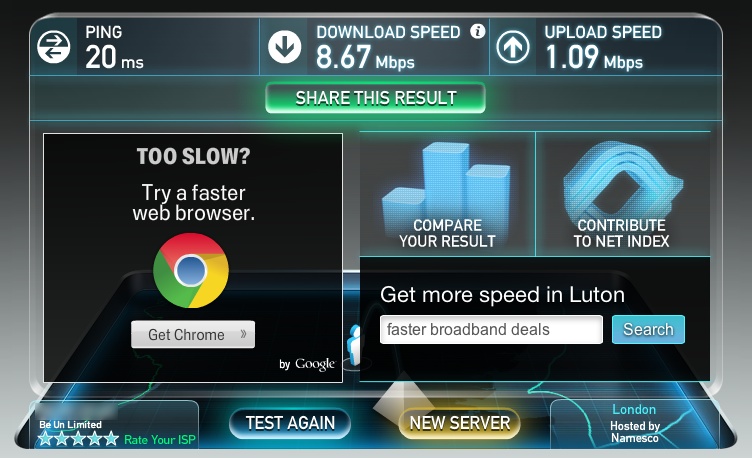 PING
20 ms
DOWNLOAD SPEED
8.67 Mbps
UPLOAD SPEED
1.09 Mbps
SHARE THIS RESULT
TOO SLOW?
Try a faster
web browser.
Get Chrome »
by Google
COMPARE
YOUR RESULT
CONTRIBUTE
TO NET INDEX
Get more speed in Luton
faster broadband deals
Search
Be Un Limited
Rate Your ISP
TEST AGAIN
NEW SERVER
London
Hosted by
Namesco